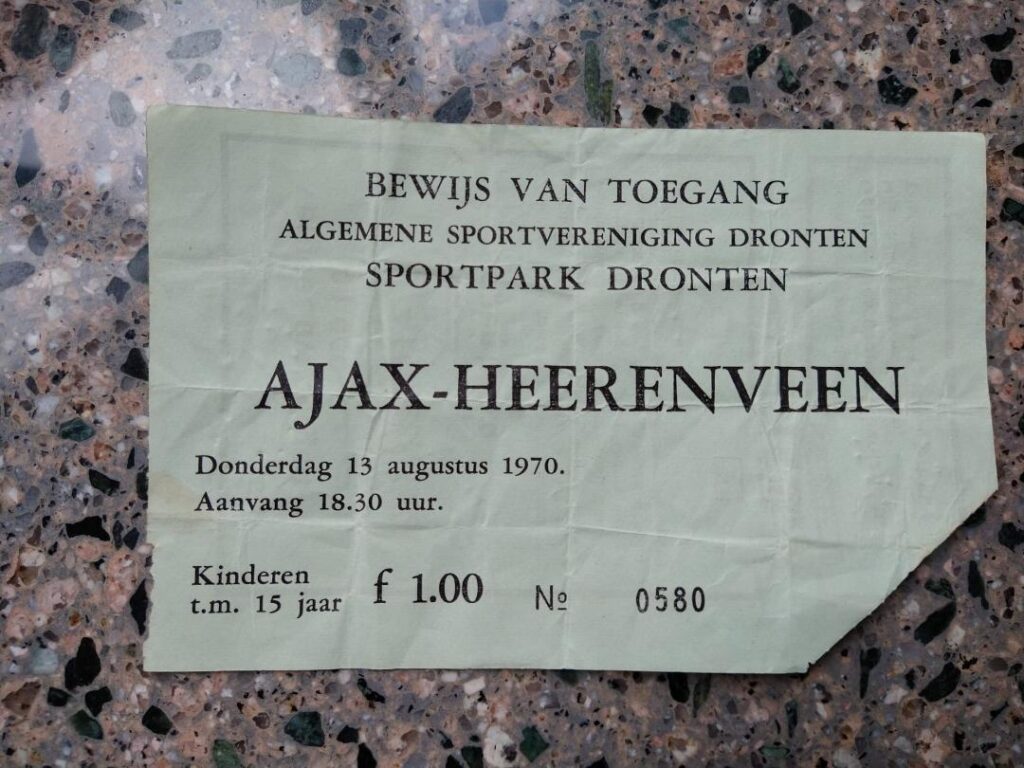 BEWIJS VAN TOEGANG
ALGEMENE SPORTVERENIGING DRONTEN
SPORTPARK DRONTEN
AJAX-HEERENVEEN
Donderdag 13 augustus 1970.
Aanvang 18.30 uur.
Kinderen
t.m. 15 jaar f 1.00 Nº 0580